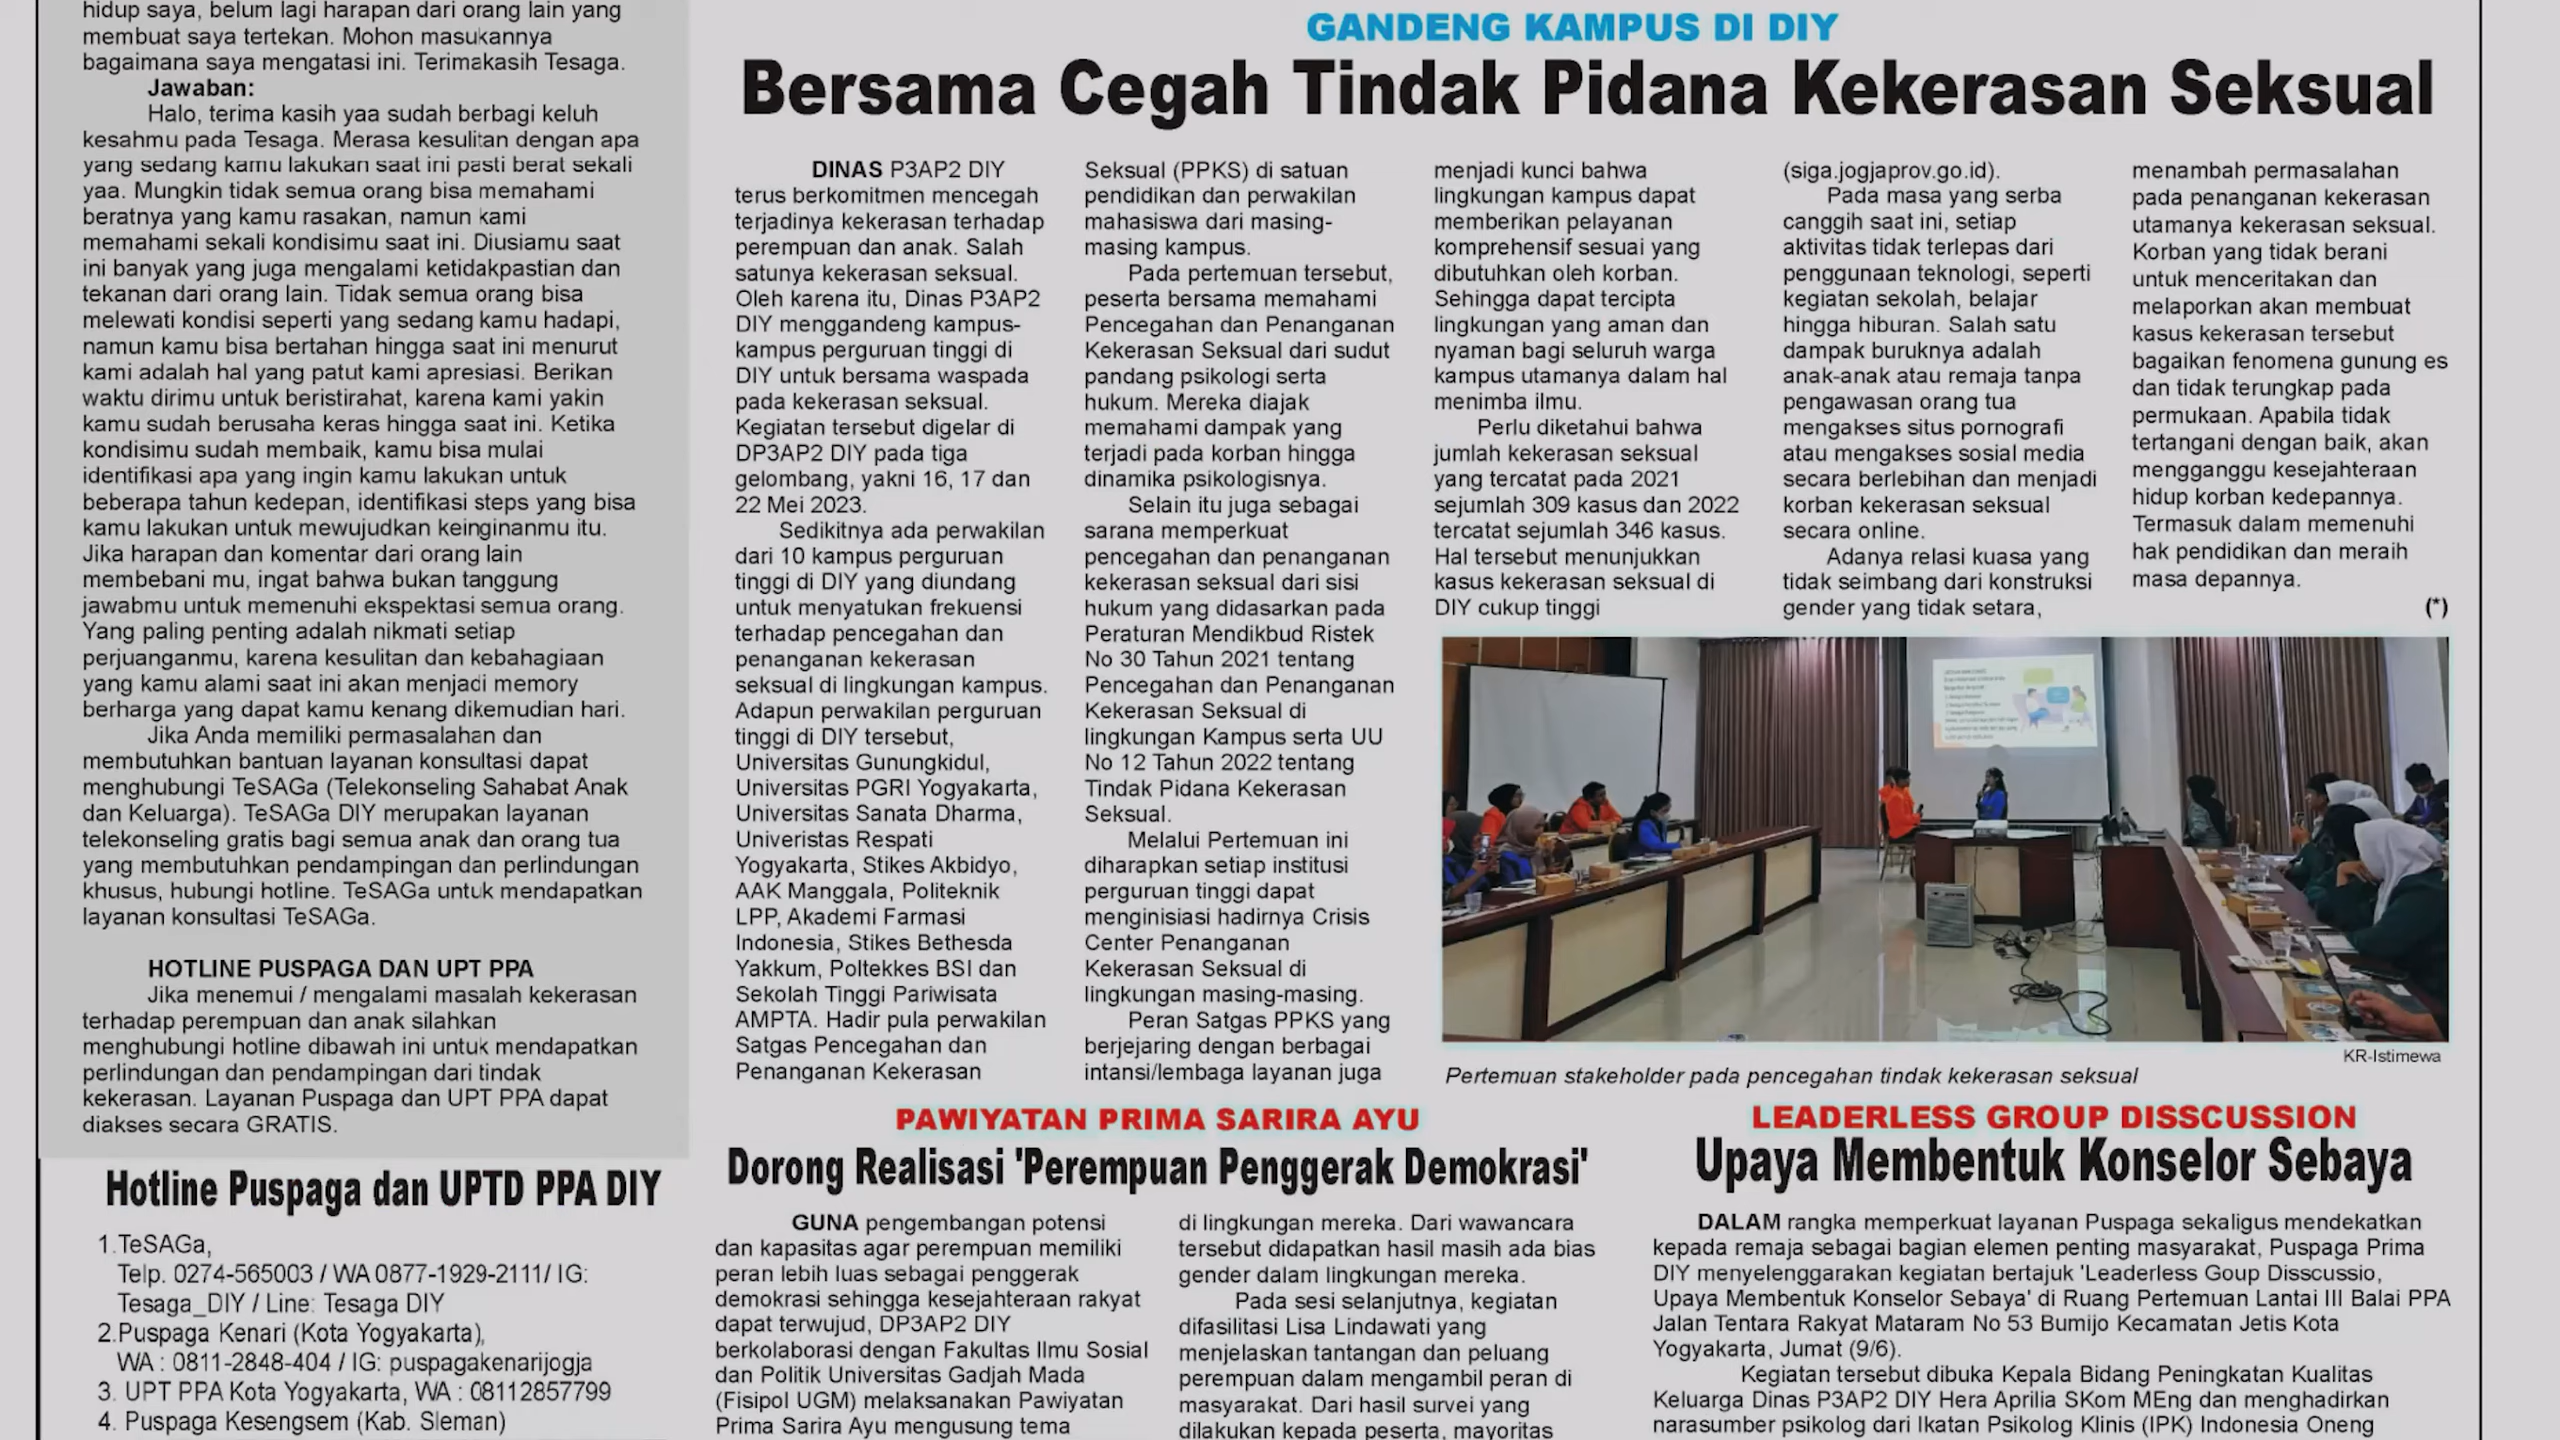 hidup saya, belum lagi harapan dari orang lain yang
membuat saya tertekan. Mohon masukannya
bagaimana saya mengatasi ini. Terimakasih Tesaga.
Jawaban:
Halo, terima kasih yaa sudah berbagi keluh
kesahmu pada Tesaga. Merasa kesulitan dengan apa
yang sedang kamu lakukan saat ini pasti berat sekali
yaa. Mungkin tidak semua orang bisa memahami
beratnya yang kamu rasakan, namun kami
memahami sekali kondisimu saat ini. Diusiamu saat
ini banyak yang juga mengalami ketidakpastian dan
tekanan dari orang lain. Tidak semua orang bisa
melewati kondisi seperti yang sedang kamu hadapi,
namun kamu bisa bertahan hingga saat ini menurut
kami adalah hal yang patut kami apresiasi. Berikan
waktu dirimu untuk beristirahat, karena kami yakin
kamu sudah berusaha keras hingga saat ini. Ketika
kondisimu sudah membaik, kamu bisa mulai
identifikasi apa yang ingin kamu lakukan untuk
beberapa tahun kedepan, identifikasi steps yang bisa
kamu lakukan untuk mewujudkan keinginanmu itu.
Jika harapan dan komentar dari orang lain
membebani mu, ingat bahwa bukan tanggung
jawabmu untuk memenuhi ekspektasi semua orang.
Yang paling penting adalah nikmati setiap
perjuanganmu, karena kesulitan dan kebahagiaan
yang kamu alami saat ini akan menjadi memory
berharga yang dapat kamu kenang dikemudian hari.
Jika Anda memiliki permasalahan dan
membutuhkan bantuan layanan konsultasi dapat
menghubungi TeSAGa (Telekonseling Sahabat Anak
dan Keluarga). TeSAGa DIY merupakan layanan
telekonseling gratis bagi semua anak dan orang tua
yang membutuhkan pendampingan dan perlindungan
khusus, hubungi hotline. TeSAGa untuk mendapatkan
layanan konsultasi TeSAGa.
HOTLINE PUSPAGA DAN UPT PPA
Jika menemui / mengalami masalah kekerasan
terhadap perempuan dan anak silahkan
menghubungi hotline dibawah ini untuk mendapatkan
perlindungan dan pendampingan dari tindak
kekerasan. Layanan Puspaga dan UPT PPA dapat
diakses secara GRATIS.
Hotline Puspaga dan UPTD PPA DIY
1.TeSAGa,
Telp. 0274-565003 / WA 0877-1929-2111/ IG:
Tesaga_DIY / Line: Tesaga DIY
2.Puspaga Kenari (Kota Yogyakarta),
WA : 0811-2848-404 / IG: puspagakenarijogja
3. UPT PPA Kota Yogyakarta, WA : 08112857799
4. Puspaga Kesengsem (Kab. Sleman)
GANDENG KAMPUS DI DIY
Bersama Cegah Tindak Pidana Kekerasan Seksual
DINAS P3AP2 DIY
terus berkomitmen mencegah
terjadinya kekerasan terhadap
perempuan dan anak. Salah
satunya kekerasan seksual.
Oleh karena itu, Dinas P3AP2
DIY menggandeng kampus-
kampus perguruan tinggi di
DIY untuk bersama waspada
pada kekerasan seksual.
Kegiatan tersebut digelar di
DP3AP2 DIY pada tiga
gelombang, yakni 16, 17 dan
22 Mei 2023.
Sedikitnya ada perwakilan
dari 10 kampus perguruan
tinggi di DIY yang diundang
untuk menyatukan frekuensi
terhadap pencegahan dan
penanganan kekerasan
seksual di lingkungan kampus.
Adapun perwakilan perguruan
tinggi di DIY tersebut,
Universitas Gunungkidul,
Universitas PGRI Yogyakarta,
Universitas Sanata Dharma,
Univeristas Respati
Yogyakarta, Stikes Akbidyo,
AAK Manggala, Politeknik
LPP, Akademi Farmasi
Indonesia, Stikes Bethesda
Yakkum, Poltekkes BSI dan
Sekolah Tinggi Pariwisata
AMPTA. Hadir pula perwakilan
Satgas Pencegahan dan
Penanganan Kekerasan
Seksual (PPKS) di satuan
pendidikan dan perwakilan
mahasiswa dari masing-
masing kampus.
Pada pertemuan tersebut,
peserta bersama memahami
Pencegahan dan Penanganan
Kekerasan Seksual dari sudut
pandang psikologi serta
hukum. Mereka diajak
memahami dampak yang
terjadi pada korban hingga
dinamika psikologisnya.
Selain itu juga sebagai
sarana memperkuat
pencegahan dan penanganan
kekerasan seksual dari sisi
hukum yang didasarkan pada
Peraturan Mendikbud Ristek
No 30 Tahun 2021 tentang
Pencegahan dan Penanganan
Kekerasan Seksual di
lingkungan Kampus serta UU
No 12 Tahun 2022 tentang
Tindak Pidana Kekerasan
Seksual.
Melalui Pertemuan ini
diharapkan setiap institusi
perguruan tinggi dapat
menginisiasi hadirnya Crisis
Center Penanganan
Kekerasan Seksual di
lingkungan masing-masing.
Peran Satgas PPKS yang
berjejaring dengan berbagai
intansi/lembaga layanan juga
menjadi kunci bahwa
lingkungan kampus dapat
memberikan pelayanan
komprehensif sesuai yang
dibutuhkan oleh korban.
Sehingga dapat tercipta
lingkungan yang aman dan
nyaman bagi seluruh warga
kampus utamanya dalam hal
menimba ilmu.
Perlu diketahui bahwa
jumlah kekerasan seksual
yang tercatat pada 2021
sejumlah 309 kasus dan 2022
tercatat sejumlah 346 kasus.
Hal tersebut menunjukkan
kasus kekerasan seksual di
DIY cukup tinggi
(siga.jogjaprov.go.id).
Pada masa yang serba
canggih saat ini, setiap
aktivitas tidak terlepas dari
penggunaan teknologi, seperti
kegiatan sekolah, belajar
hingga hiburan. Salah satu
dampak buruknya adalah
anak-anak atau remaja tanpa
pengawasan orang tua
mengakses situs pornografi
atau mengakses sosial media
secara berlebihan dan menjadi
korban kekerasan seksual
secara online.
Adanya relasi kuasa yang
tidak seimbang dari konstruksi
gender yang tidak setara,
menambah permasalahan
pada penanganan kekerasan
utamanya kekerasan seksual.
Korban yang tidak berani
untuk menceritakan dan
melaporkan akan membuat
kasus kekerasan tersebut
bagaikan fenomena gunung es
dan tidak terungkap pada
permukaan. Apabila tidak
tertangani dengan baik, akan
mengganggu kesejahteraan
hidup korban kedepannya.
Termasuk dalam memenuhi
hak pendidikan dan meraih
masa depannya.
(*)
KR-Istimewa
Pertemuan stakeholder pada pencegahan tindak kekerasan seksual
PAWIYATAN PRIMA SARIRA AYU
Dorong Realisasi 'Perempuan Penggerak Demokrasi'
GUNA pengembangan potensi
dan kapasitas agar perempuan memiliki
peran lebih luas sebagai penggerak
demokrasi sehingga kesejahteraan rakyat
dapat terwujud, DP3AP2 DIY
berkolaborasi dengan Fakultas Ilmu Sosial
dan Politik Universitas Gadjah Mada
(Fisipol UGM) melaksanakan Pawiyatan
Prima Sarira Ayu mengusung tema
di lingkungan mereka. Dari wawancara
tersebut didapatkan hasil masih ada bias
gender dalam lingkungan mereka.
Pada sesi selanjutnya, kegiatan
difasilitasi Lisa Lindawati yang
menjelaskan tantangan dan peluang
perempuan dalam mengambil peran di
masyarakat. Dari hasil survei yang
dilakukan kepada peserta, mayoritas
LEADERLESS GROUP DISSCUSSION
Upaya Membentuk Konselor Sebaya
DALAM rangka memperkuat layanan Puspaga sekaligus mendekatkan
kepada remaja sebagai bagian elemen penting masyarakat, Puspaga Prima
DIY menyelenggarakan kegiatan bertajuk 'Leaderless Goup Disscussio,
Upaya Membentuk Konselor Sebaya' di Ruang Pertemuan Lantai III Balai PPA
Jalan Tentara Rakyat Mataram No 53 Bumijo Kecamatan Jetis Kota
Yogyakarta, Jumat (9/6).
Kegiatan tersebut dibuka Kepala Bidang Peningkatan Kualitas
Keluarga Dinas P3AP2 DIY Hera Aprilia SKom MEng dan menghadirkan
narasumber psikolog dari Ikatan Psikolog Klinis (IPK) Indonesia Oneng